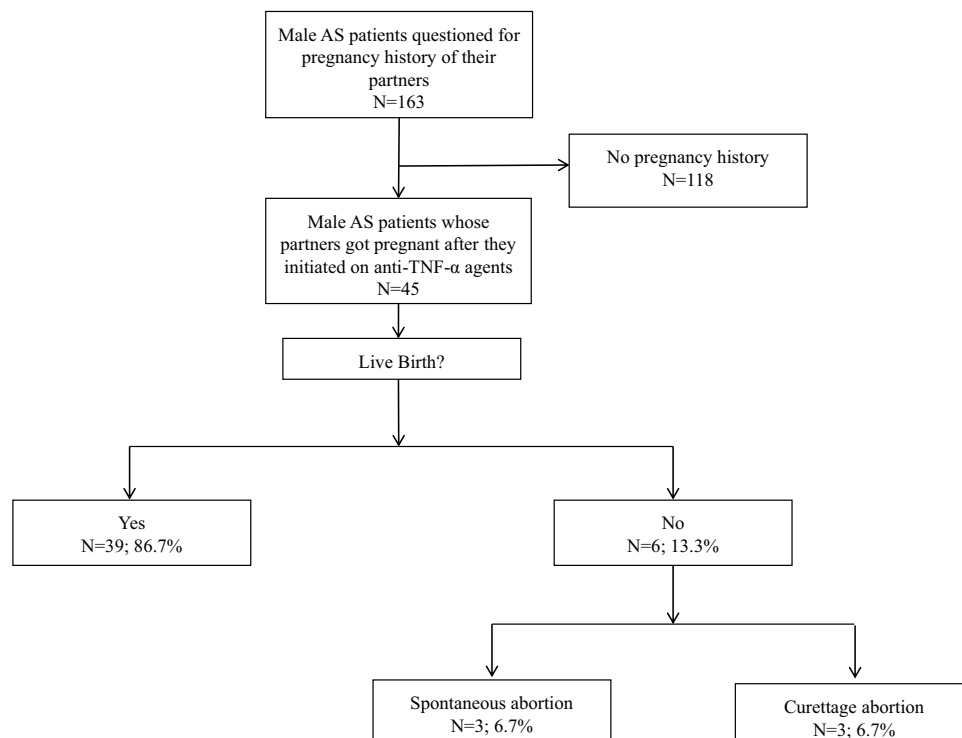 Male AS patients questioned for
pregnancy history of their
partners
N=163
No pregnancy history
N=118
Male AS patients whose
partners got pregnant after they
initiated on anti-TNF-α agents
N=45
Live Birth?
Yes
N=39; 86.7%
No
N=6; 13.3%
Spontaneous abortion
N=3; 6.7%
Curettage abortion
N=3; 6.7%